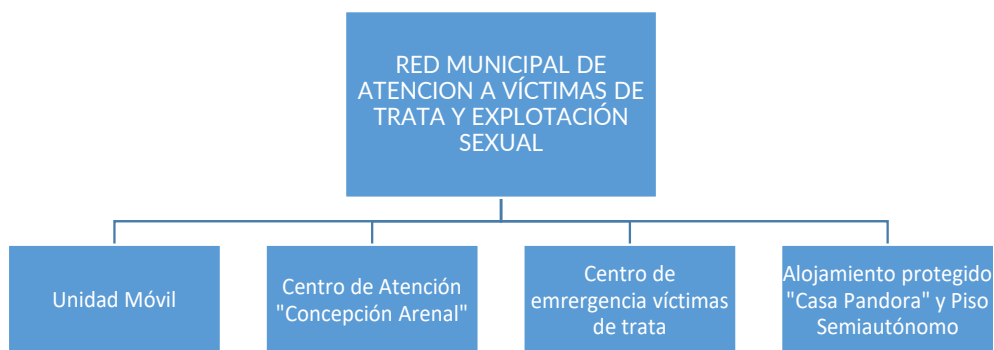 RED MUNICIPAL DE
ATENCION A VÍCTIMAS DE
TRATA Y EXPLOTACIÓN
SEXUAL
Unidad Móvil
Centro de Atención
"Concepción Arenal"
Centro de
emrergencia víctimas
de trata
Alojamiento protegido
"Casa Pandora" y Piso
Semiautónomo